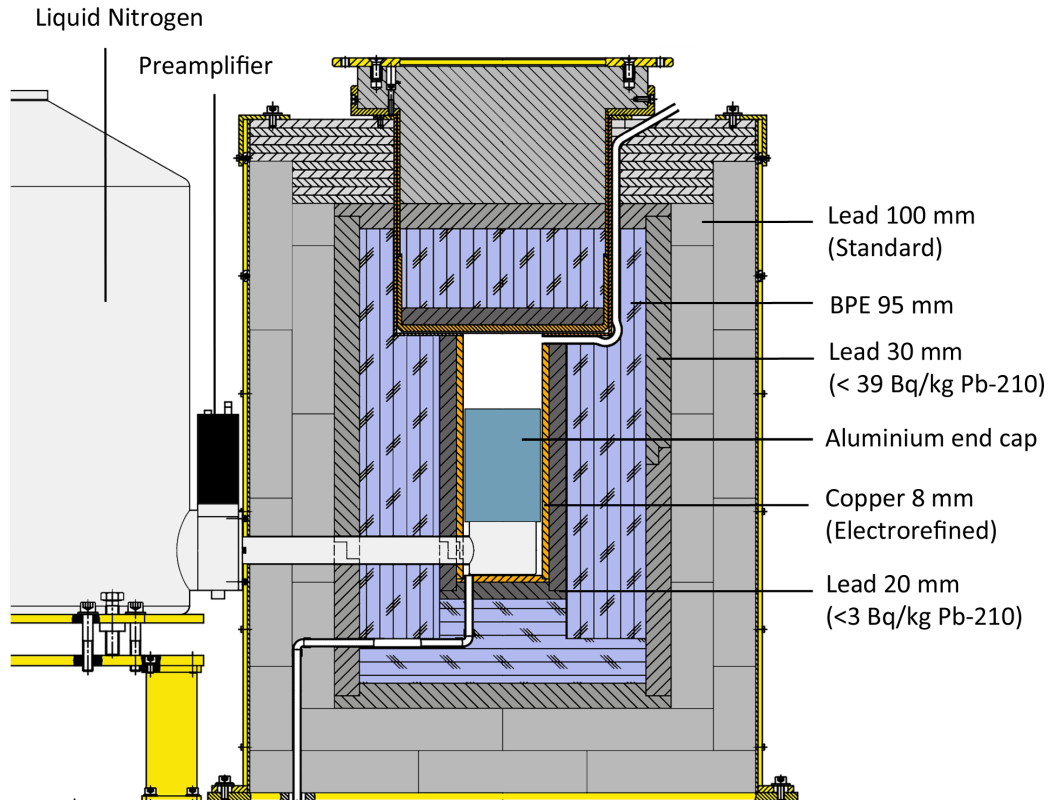 Liquid Nitrogen
Preamplifier
Lead 100 mm
(Standard)
BPE 95 mm
Lead 30 mm
(< 39 Bq/kg Pb-210)
Aluminium end cap
Copper 8 mm
(Electrorefined)
Lead 20 mm
(<3 Bq/kg Pb-210)